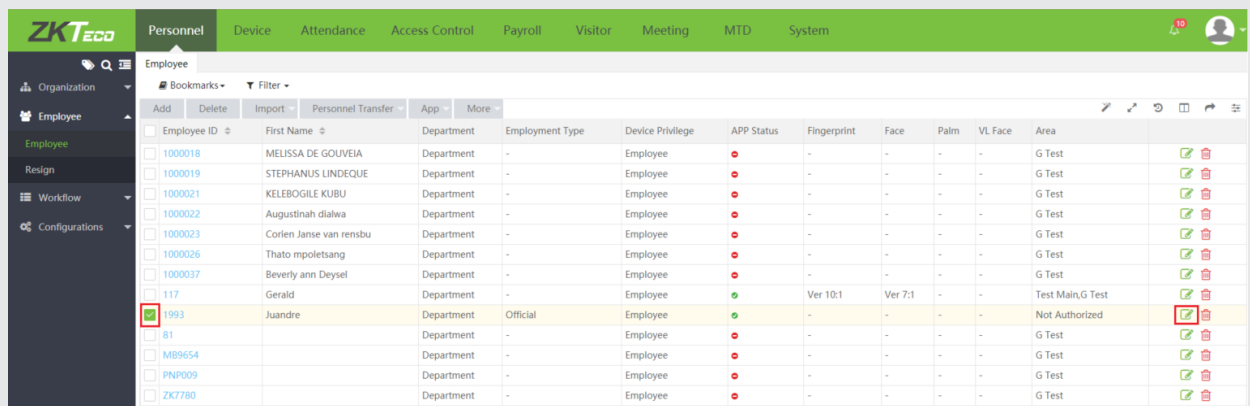 ZKTeco Personnel Device Attendance Access Control Payroll Visitor Meeting MTD System 10
Employee
Organization
Employee
Employee
Resign
Workflow
Configurations
Bookmarks Filter
Add Delete Import Personnel Transfer App More
Employee ID First Name Department Employment Type Device Privilege APP Status Fingerprint Face Palm VL Face Area
1000018 MELISSA DE GOUVEIA Department - Employee - - - - G Test
1000019 STEPHANUS LINDEQUE Department - Employee - - - - G Test
1000021 KELEBOGILE KUBU Department - Employee - - - - G Test
1000022 Augustinah dialwa Department - Employee - - - - G Test
1000023 Corlen Janse van rensbu Department - Employee - - - - G Test
1000026 Thato mpoletsang Department - Employee - - - - G Test
1000037 Beverly ann Deysel Department - Employee - - - - G Test
117 Gerald Department - Employee Ver 10:1 Ver 7:1 - - Test Main,G Test
1993 Juandre Department Official Employee - - - - Not Authorized
81 Department - Employee - - - - G Test
MB9654 Department - Employee - - - - G Test
PNP009 Department - Employee - - - - G Test
ZK7780 Department - Employee - - - - G Test